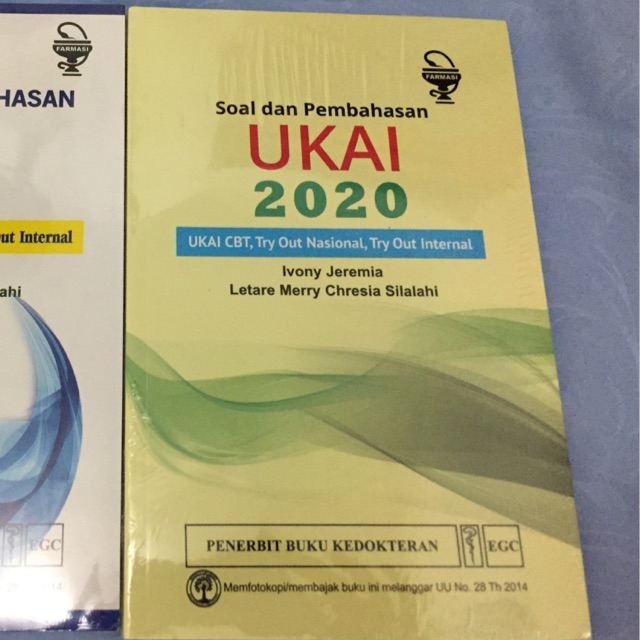 FARMASI
HASAN
ut Internal
ahi
EGC
14
FARMASI
Soal dan Pembahasan
UKAI
2020
UKAI CBT, Try Out Nasional, Try Out Internal
Ivony Jeremia
Letare Merry Chresia Silalahi
PENERBIT BUKU KEDOKTERAN
EGC
Memfotokopi/membajak buku ini melanggar UU No. 28 Th 2014